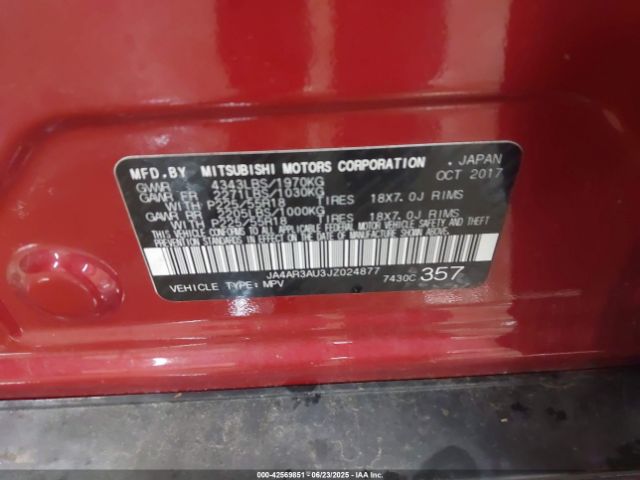 MFD.BY MITSUBISHI MOTORS CORPORATION , JAPAN
GVWR 4343LBS/1970KG OCT 2017
GAWR FR 2271LBS/1030KG
WITH P225/55R18 TIRES 18X7.0J RIMS
GAWR RR 2205LBS/1000KG
WITH P225/55R18 TIRES 18X7.0J RIMS
THIS VEHICLE CONFORMS TO ALL APPLICABLE FEDERAL MOTOR VEHICLE SAFETY AND THEFT
PREVENTION STANDARDS IN EFFECT ON THE DATE OF MANUFACTURE SHOWN ABOVE.
JA4AR3AU3JZ024877 7430C 357
VEHICLE TYPE: MPV
000-42569851 | 06/23/2025 | © IAA, Inc.